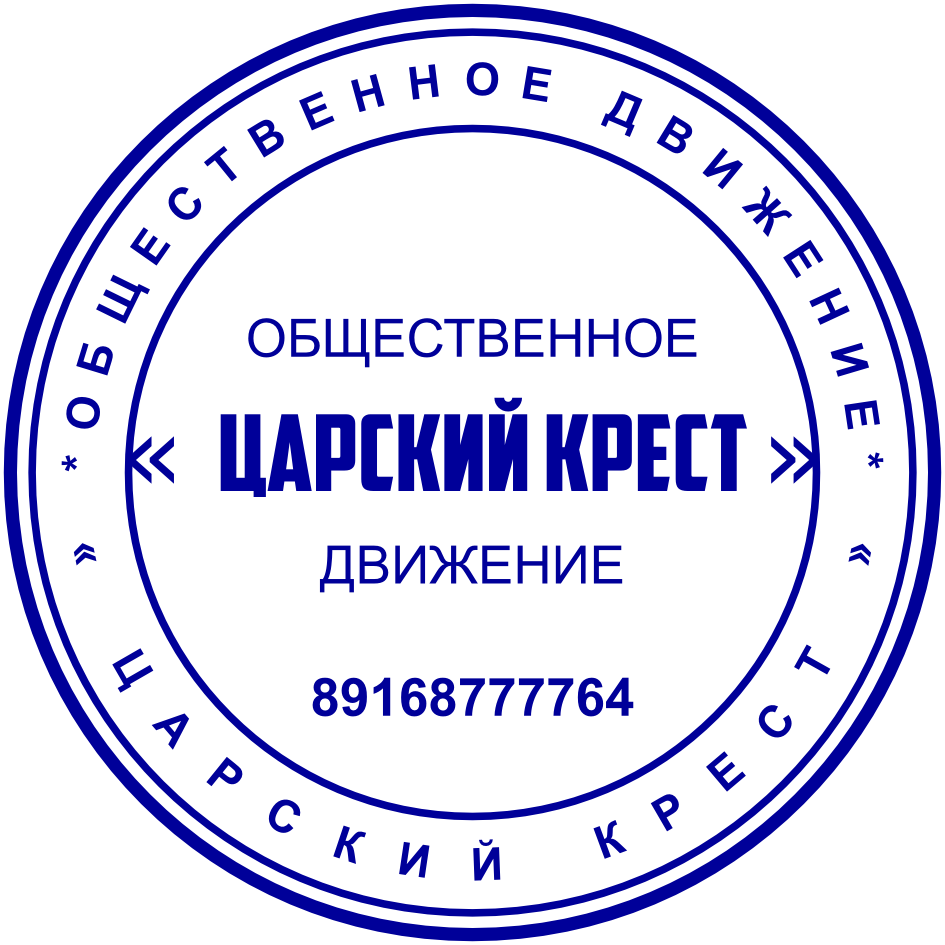 *ОБЩЕСТВЕННОЕ ДВИЖЕНИЕ*
ОБЩЕСТВЕННОЕ
« ЦАРСКИЙ КРЕСТ »
ДВИЖЕНИЕ
89168777764
« ЦАРСКИЙ КРЕСТ »